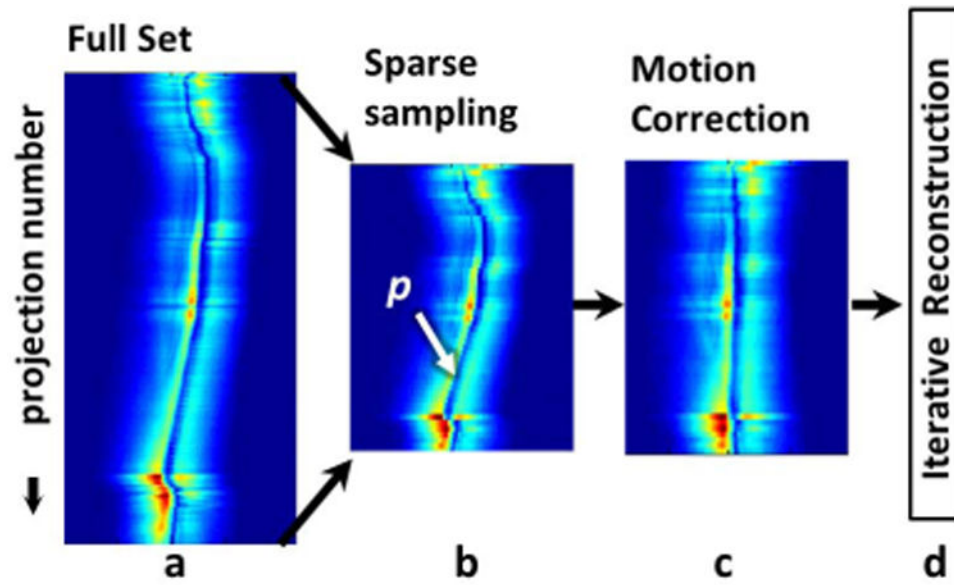 Full Set
Sparse
sampling
Motion
Correction
projection number
p
Iterative Reconstruction
a
b
c
d